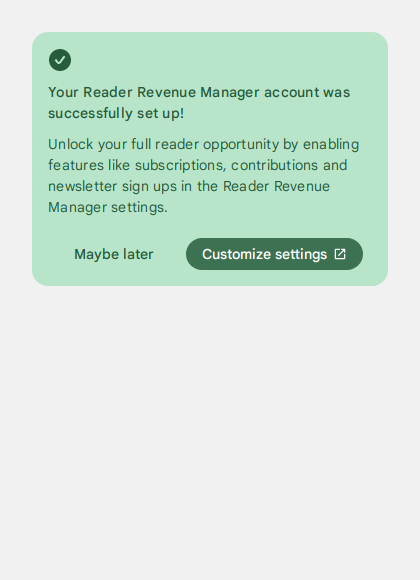 Your Reader Revenue Manager account was
successfully set up!
Unlock your full reader opportunity by enabling
features like subscriptions, contributions and
newsletter sign ups in the Reader Revenue
Manager settings.
Maybe later
Customize settings